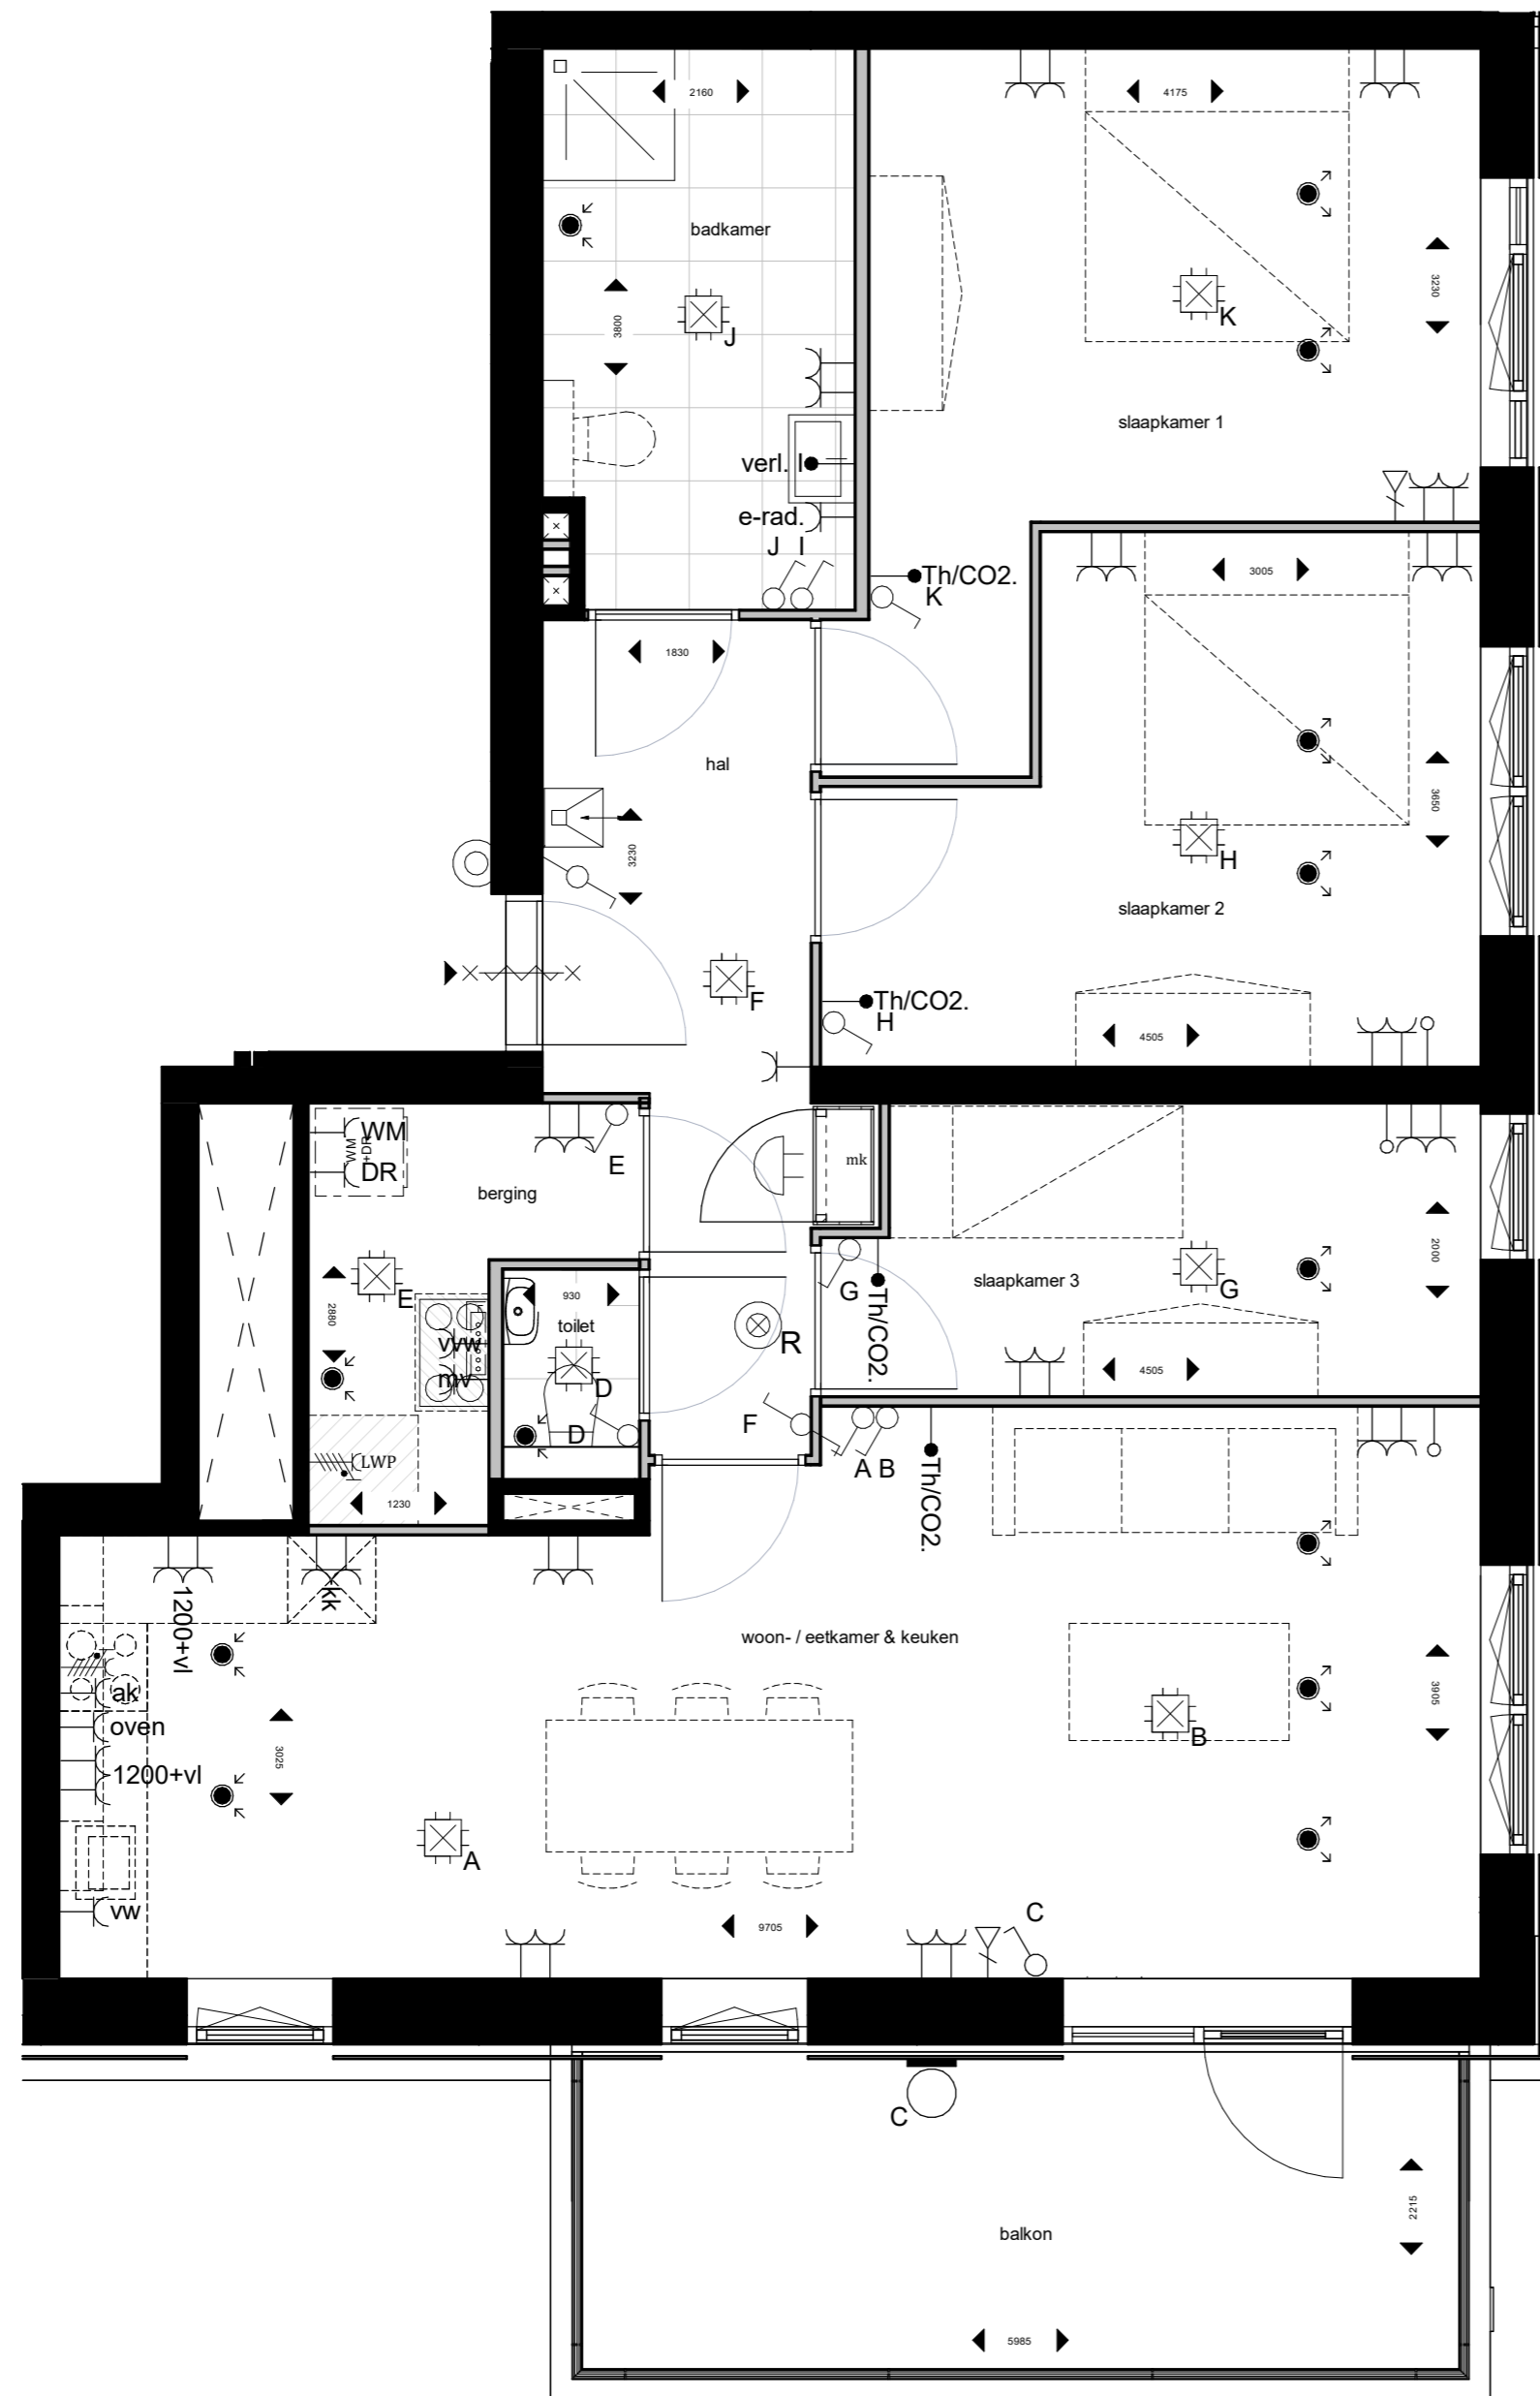 2160
4175
badkamer
3230
3800
J
K
slaapkamer 1
verl. I
e-rad.
J I
Th/CO2.
K
3005
1830
hal
3650
3230
H
slaapkamer 2
F
Th/CO2.
H
4505
WM
WM
+DR
DR
E
berging
mk
2000
slaapkamer 3
G
G
Th/CO2.
E
2880
930
toilet
R
vvw
mv
D
D
4505
F
A B
Th/CO2.
LWP
1230
1200+vl
kk
woon- / eetkamer & keuken
3905
ak
oven
1200+vl
3025
B
A
vw
9705
C
C
2215
balkon
5985